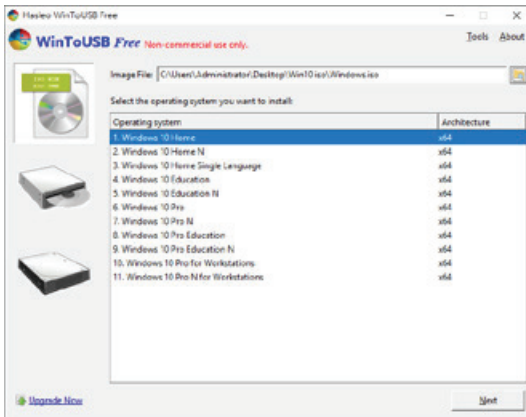 Hasleo WinToUSB Free
WinToUSB Free Non-commercial use only.
Tools About
Image File: C:\Users\Administrator\Desktop\Win10 iso\Windows.iso
Select the operating system you want to install:
Operating system Architecture
1. Windows 10 Home x64
2. Windows 10 Home N x64
3. Windows 10 Home Single Language x64
4. Windows 10 Education x64
5. Windows 10 Education N x64
6. Windows 10 Pro x64
7. Windows 10 Pro N x64
8. Windows 10 Pro Education x64
9. Windows 10 Pro Education N x64
10. Windows 10 Pro for Workstations x64
11. Windows 10 Pro N for Workstations x64
Upgrade Now
Next